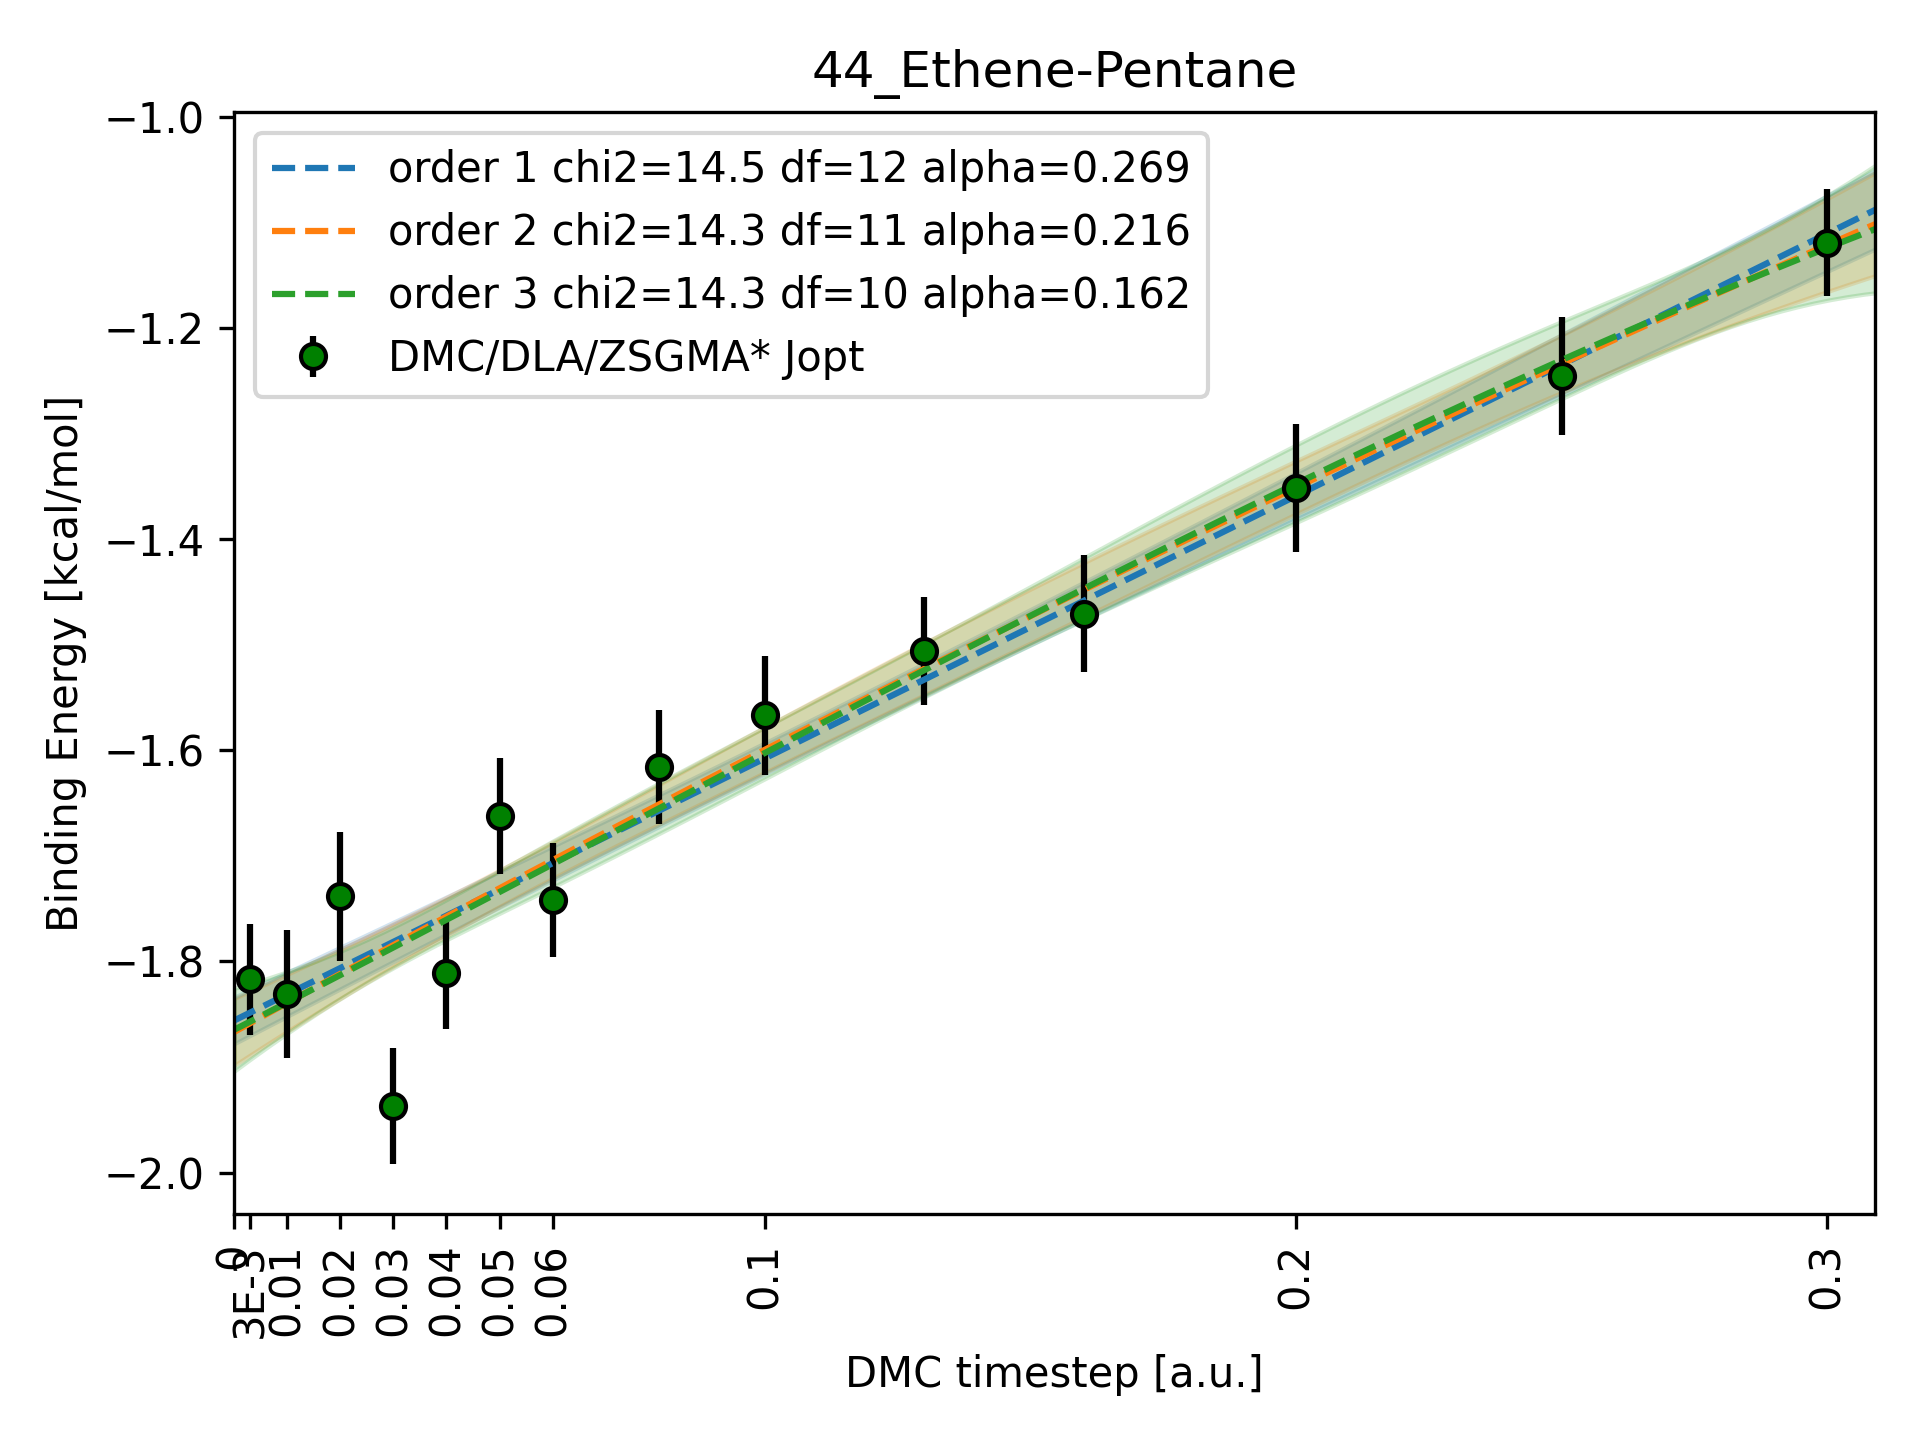 44_Ethene-Pentane
order 1 chi2=14.5 df=12 alpha=0.269
order 2 chi2=14.3 df=11 alpha=0.216
order 3 chi2=14.3 df=10 alpha=0.162
DMC/DLA/ZSGMA* Jopt
Binding Energy [kcal/mol]
−1.0
−1.2
−1.4
−1.6
−1.8
−2.0
0
3E-3
0.01
0.02
0.03
0.04
0.05
0.06
0.1
0.2
0.3
DMC timestep [a.u.]